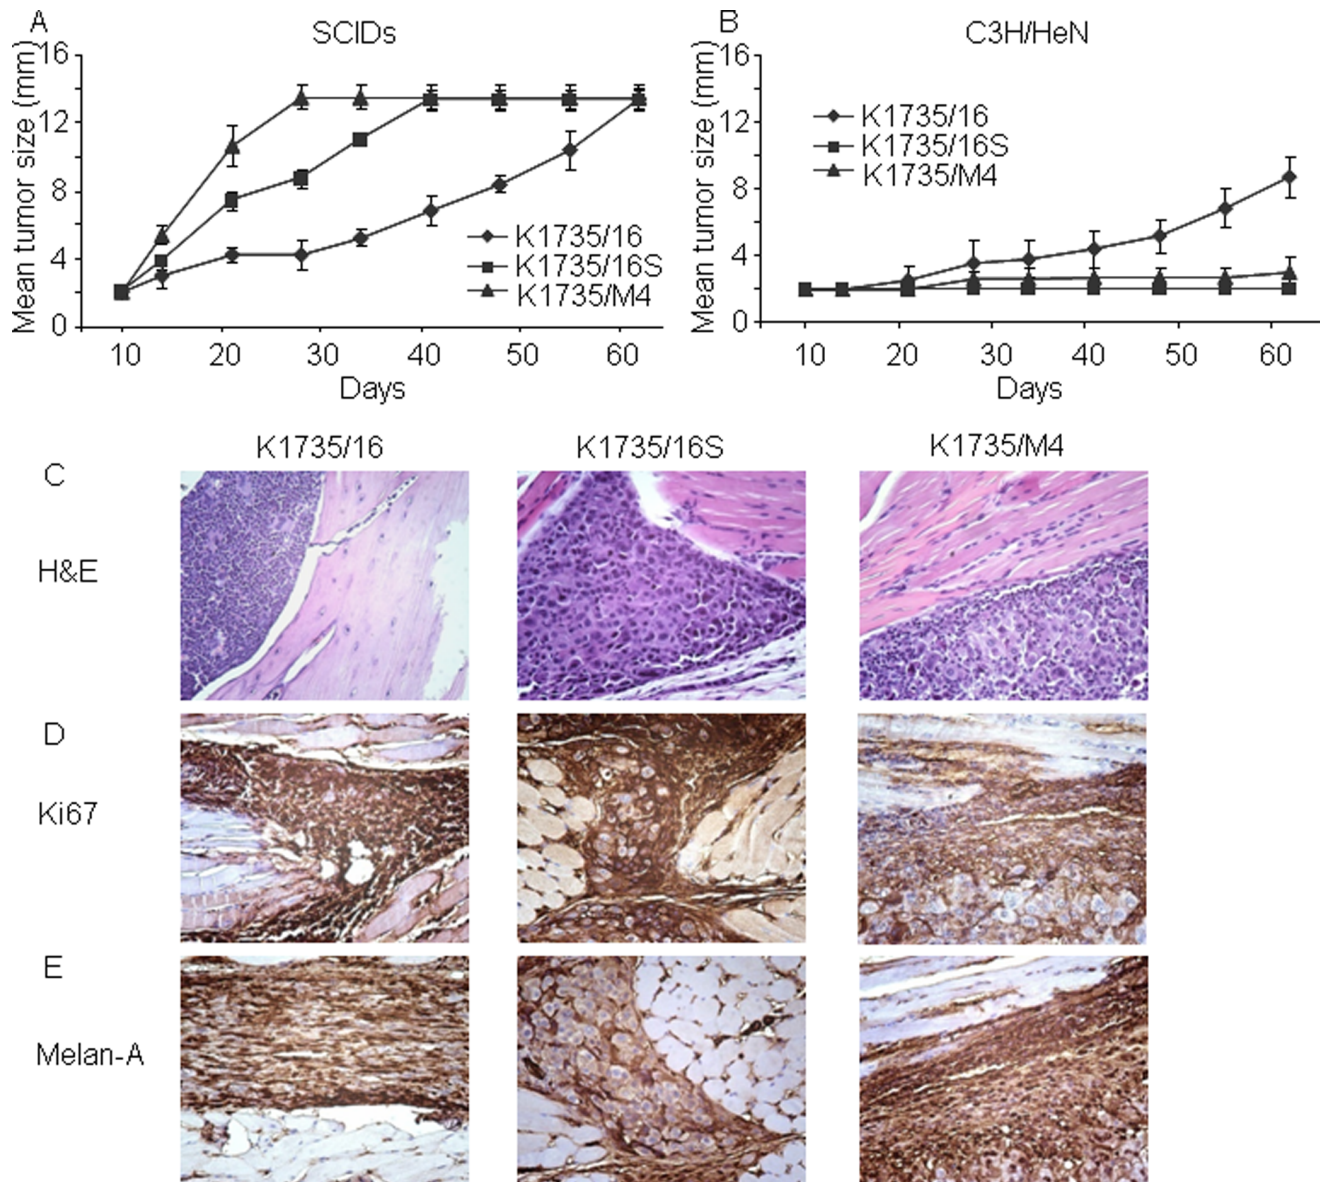 A
SCIDs
Mean tumor size (mm)
16
12
8
4
0
10 20 30 40 50 60
Days
K1735/16
K1735/16S
K1735/M4
B
C3H/HeN
Mean tumor size (mm)
16
12
8
4
0
10 20 30 40 50 60
Days
K1735/16
K1735/16S
K1735/M4
K1735/16 K1735/16S K1735/M4
C
H&E
D
Ki67
E
Melan-A